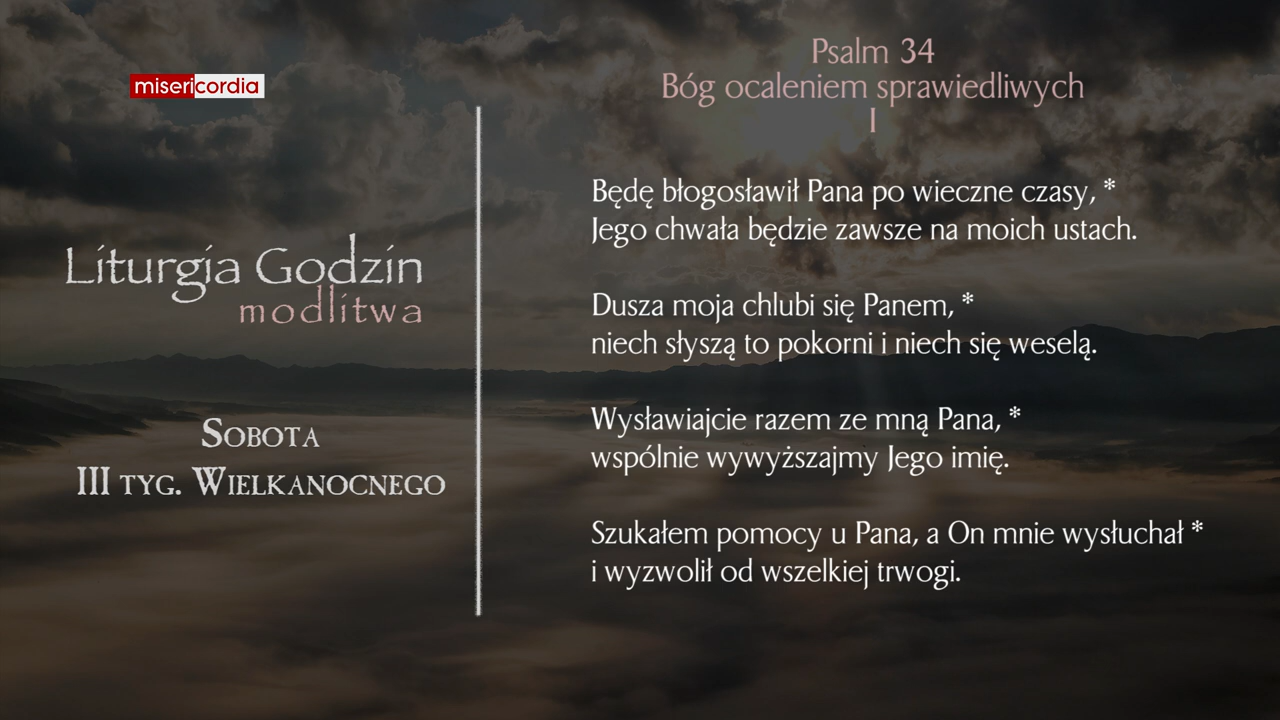 misericordia
Liturgia Godzin
modlitwa
Sobota
III tyg. Wielkanocnego
Psalm 34
Bóg ocaleniem sprawiedliwych
I
Będę błogosławił Pana po wieczne czasy, *
Jego chwała będzie zawsze na moich ustach.
Dusza moja chlubi się Panem, *
niech słyszą to pokorni i niech się weselą.
Wysławiajcie razem ze mną Pana, *
wspólnie wywyższajmy Jego imię.
Szukałem pomocy u Pana, a On mnie wysłuchał *
i wyzwolił od wszelkiej trwogi.